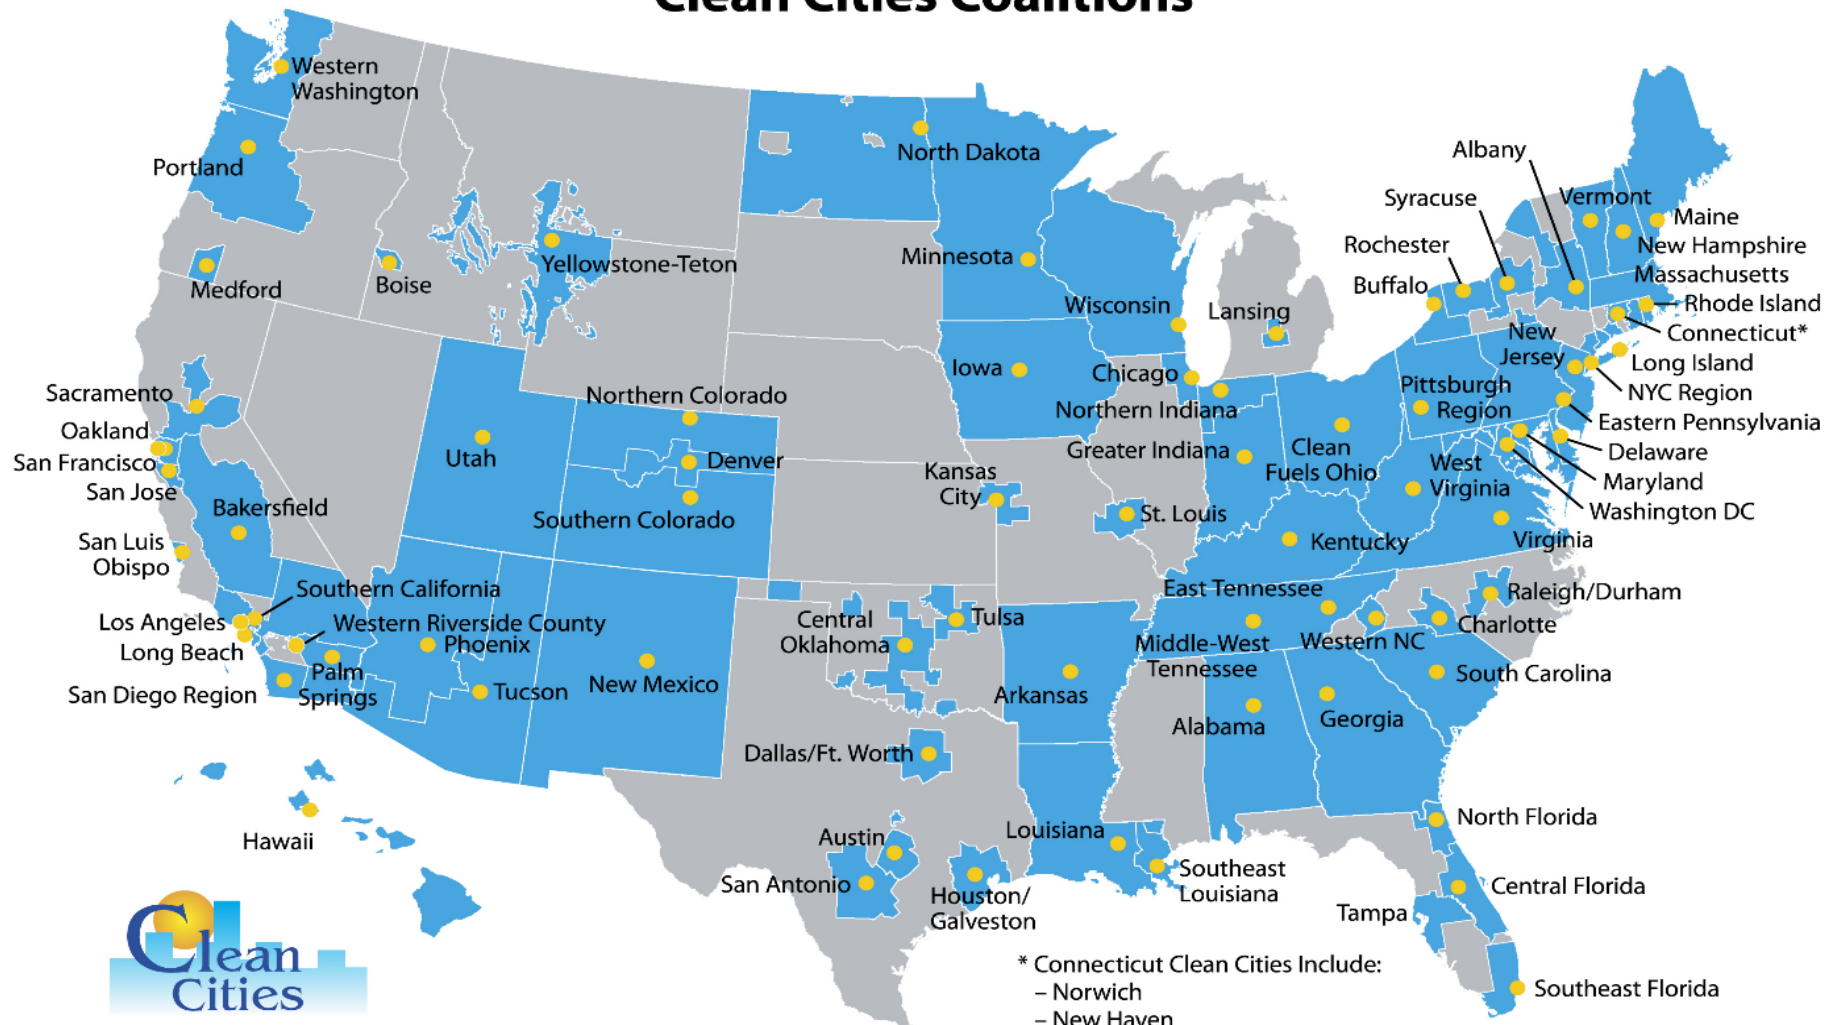 Clean Cities Coalitions
Western
Washington
Portland
North Dakota
Albany
Syracuse
Vermont
Maine
Rochester
New Hampshire
Minnesota
Yellowstone-Teton
Massachusetts
Medford
Boise
Buffalo
Wisconsin
Lansing
Rhode Island
New
Jersey
Connecticut*
Iowa
Chicago
Long Island
Sacramento
Northern Colorado
Pittsburgh
Region
NYC Region
Northern Indiana
Eastern Pennsylvania
Oakland
Utah
Denver
Greater Indiana
Clean
Fuels Ohio
Delaware
San Francisco
Kansas
City
West
Virginia
Maryland
San Jose
Bakersfield
Southern Colorado
St. Louis
Washington DC
San Luis
Obispo
Kentucky
Virginia
Southern California
East Tennessee
Raleigh/Durham
Los Angeles
Western Riverside County
Central
Oklahoma
Tulsa
Charlotte
Long Beach
Phoenix
Middle-West
Tennessee
Western NC
Palm
Springs
San Diego Region
Tucson
New Mexico
Arkansas
South Carolina
Alabama
Georgia
Dallas/Ft. Worth
Hawaii
Austin
Louisiana
North Florida
San Antonio
Houston/
Galveston
Southeast
Louisiana
Central Florida
Tampa
Clean
Cities
* Connecticut Clean Cities Include:
– Norwich
– New Haven
Southeast Florida